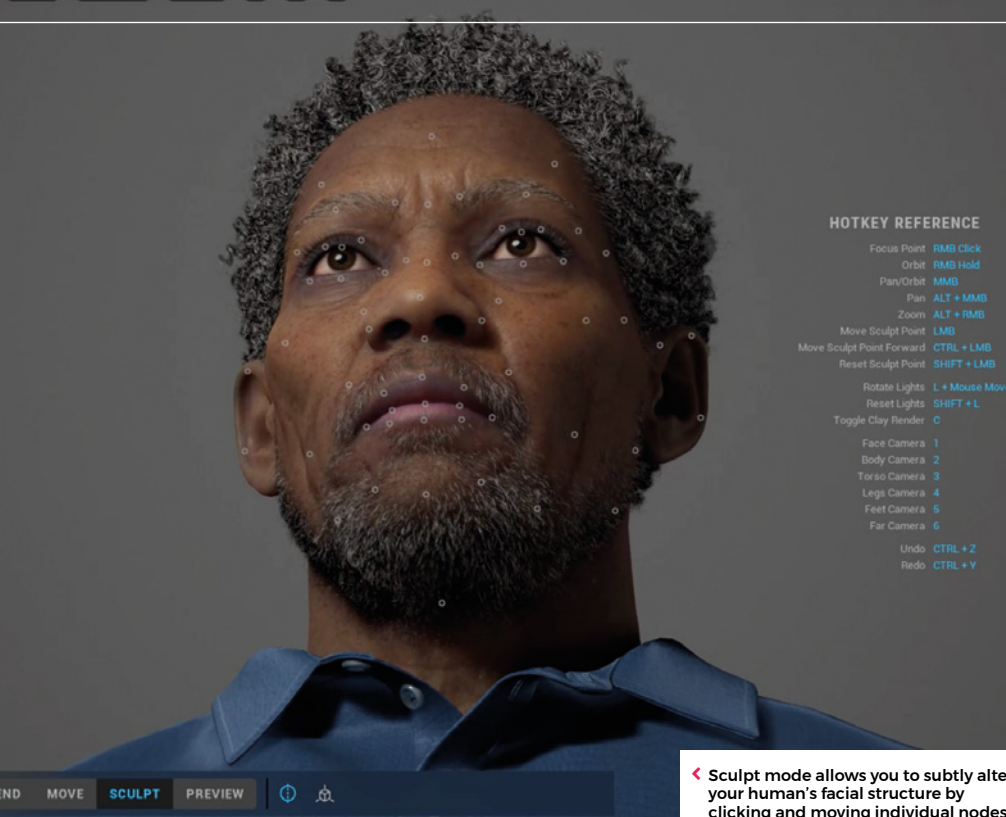 HOTKEY REFERENCE
Focus Point RMB Click
Orbit RMB Hold
Pan/Orbit MMB
Pan ALT + MMB
Zoom ALT + RMB
Move Sculpt Point LMB
Move Sculpt Point Forward CTRL + LMB
Reset Sculpt Point SHIFT + LMB
Rotate Lights L + Mouse Mov
Reset Lights SHIFT + L
Toggle Clay Render C
Face Camera 1
Body Camera 2
Torso Camera 3
Legs Camera 4
Feet Camera 5
Far Camera 6
Undo CTRL + Z
Redo CTRL + Y
END MOVE SCULPT PREVIEW
Sculpt mode allows you to subtly alte
your human's facial structure by
clicking and moving individual nodes